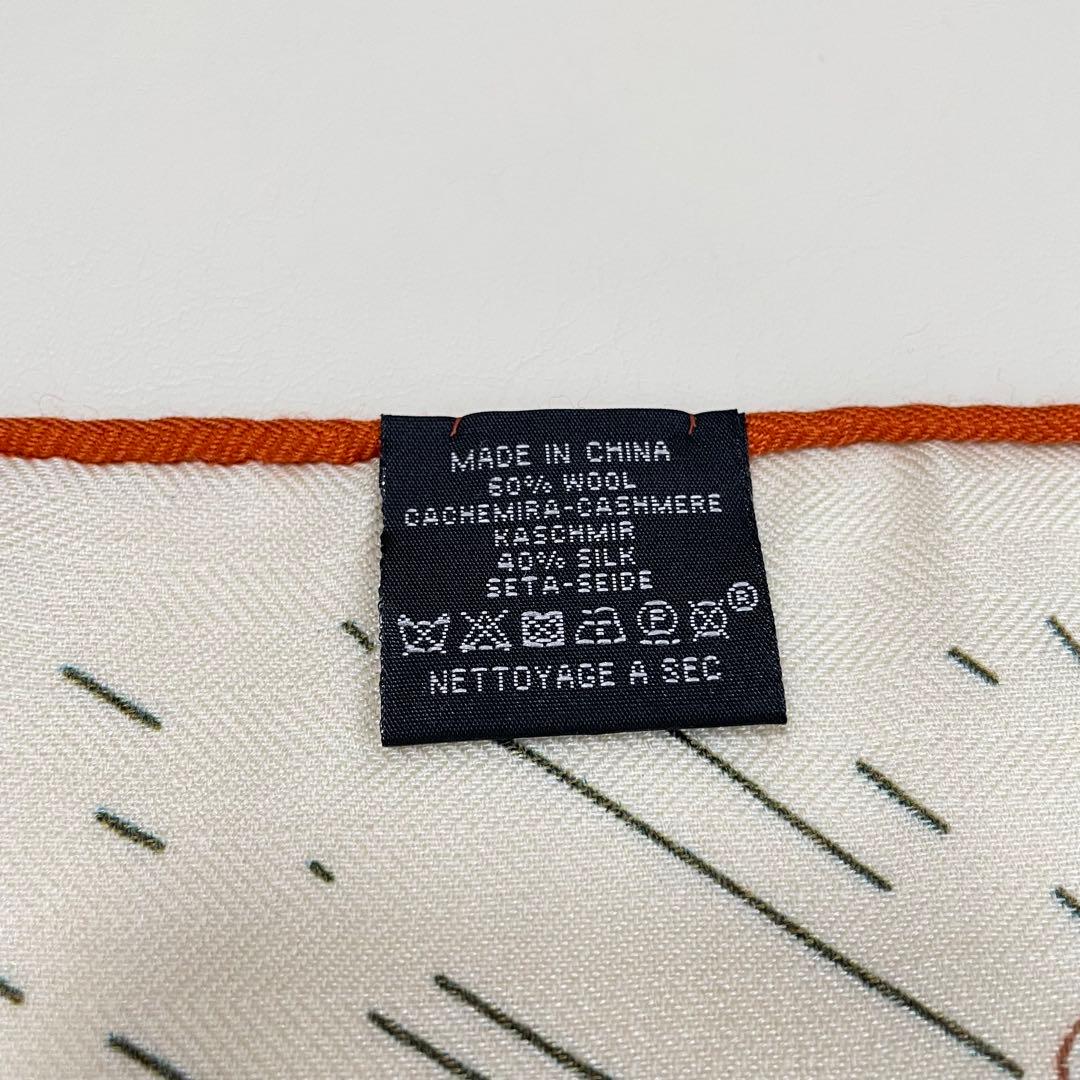 MADE IN CHINA
60% WOOL
CACHEMIRA-CASHMERE
KASCHMIR
40% SILK
SETA-SEIDE
P ®
NETTOYAGE A SEC